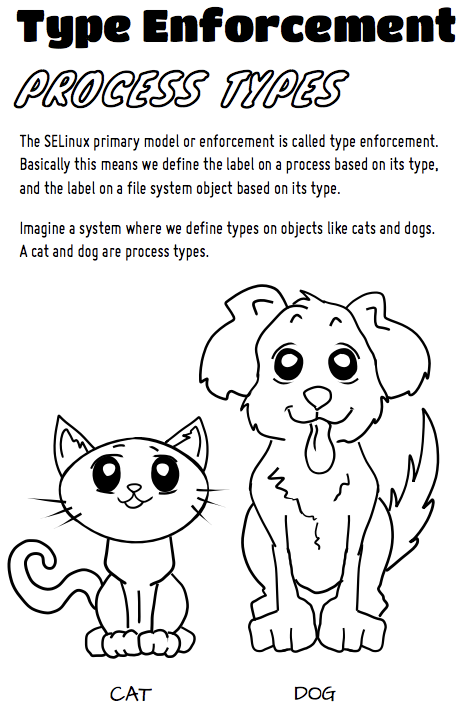 Type Enforcement
PROCESS TYPES
The SELinux primary model or enforcement is called type enforcement.
Basically this means we define the label on a process based on its type,
and the label on a file system object based on its type.
Imagine a system where we define types on objects like cats and dogs.
A cat and dog are process types.
CAT
DOG